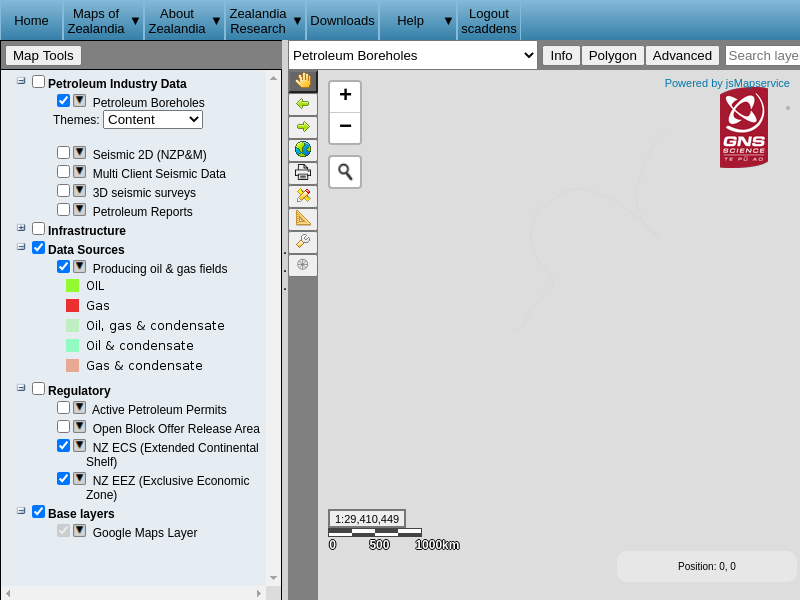 Home
Maps of Zealandia ▼
About Zealandia ▼
Zealandia Research ▼
Downloads
Help ▼
Logout scaddens
Map Tools
Petroleum Boreholes
Info
Polygon
Advanced
Search laye
Petroleum Industry Data
Petroleum Boreholes
Themes: Content
Seismic 2D (NZP&M)
Multi Client Seismic Data
3D seismic surveys
Petroleum Reports
Infrastructure
Data Sources
Producing oil & gas fields
OIL
Gas
Oil, gas & condensate
Oil & condensate
Gas & condensate
Regulatory
Active Petroleum Permits
Open Block Offer Release Area
NZ ECS (Extended Continental
Shelf)
NZ EEZ (Exclusive Economic
Zone)
Base layers
Google Maps Layer
+
−
Powered by jsMapservice
GNS
SCIENCE
TE PŪ AO
1:29,410,449
0 500 1000km
Position: 0, 0